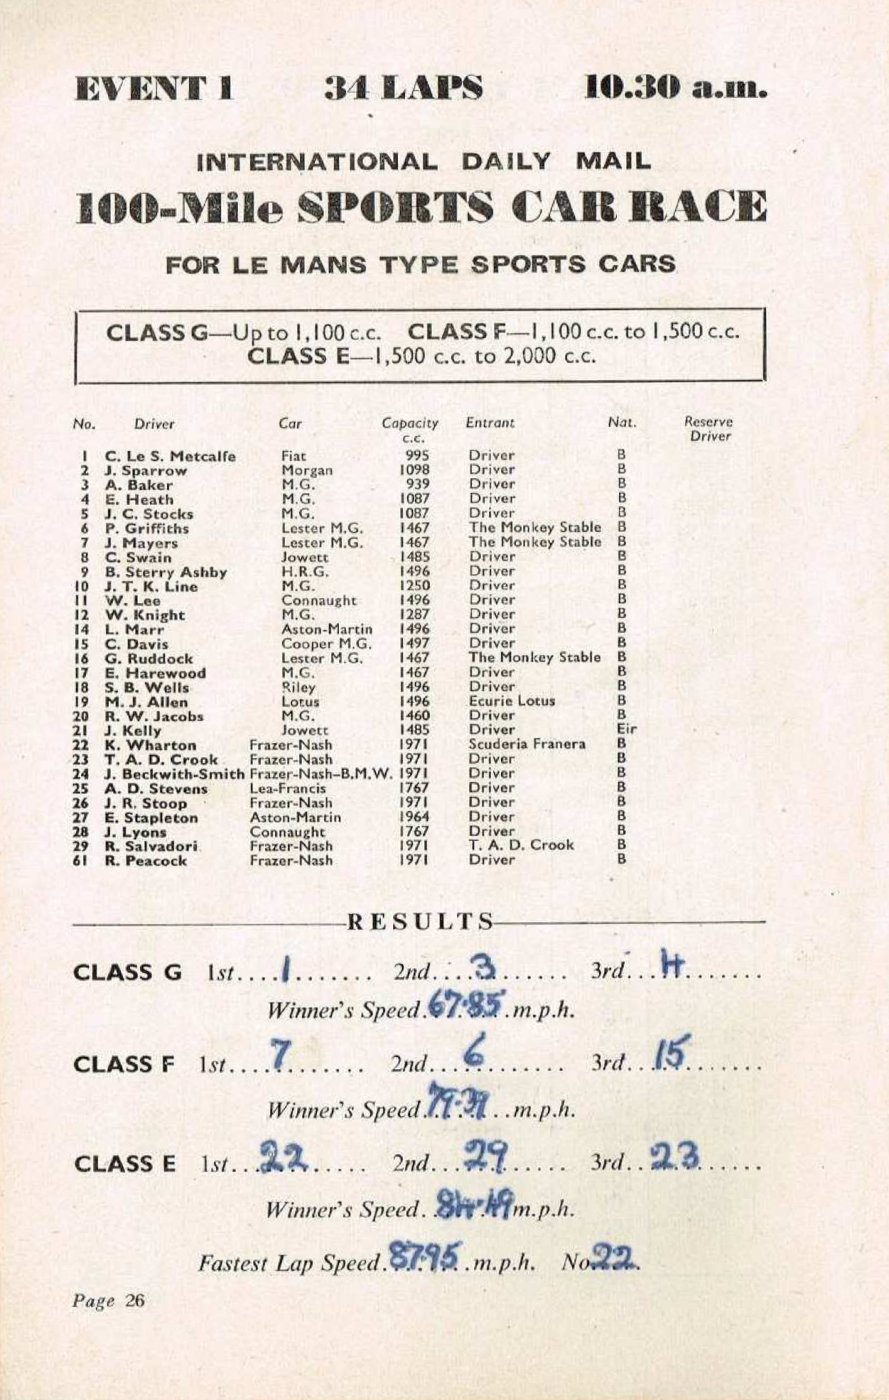 EVENT 1 34 LAPS 10.30 a.m.
INTERNATIONAL DAILY MAIL
100-Mile SPORTS CAR RACE
FOR LE MANS TYPE SPORTS CARS
CLASS G—Up to 1,100 c.c. CLASS F—1,100 c.c. to 1,500 c.c.
CLASS E—1,500 c.c. to 2,000 c.c.
No. Driver Car Capacity c.c. Entrant Nat. Reserve Driver
1 C. Le S. Metcalfe Fiat 995 Driver B
2 J. Sparrow Morgan 1098 Driver B
3 A. Baker M.G. 939 Driver B
4 E. Heath M.G. 1087 Driver B
5 J. C. Stocks M.G. 1087 Driver B
6 P. Griffiths Lester M.G. 1467 The Monkey Stable B
7 J. Mayers Lester M.G. 1467 The Monkey Stable B
8 C. Swain Jowett 1485 Driver B
9 B. Sterry Ashby H.R.G. 1496 Driver B
10 J. T. K. Line M.G. 1250 Driver B
11 W. Lee Connaught 1496 Driver B
12 W. Knight M.G. 1287 Driver B
14 L. Marr Aston-Martin 1496 Driver B
15 C. Davis Cooper M.G. 1497 Driver B
16 G. Ruddock Lester M.G. 1467 The Monkey Stable B
17 E. Harewood M.G. 1467 Driver B
18 S. B. Wells Riley 1496 Driver B
19 M. J. Allen Lotus 1496 Ecurie Lotus B
20 R. W. Jacobs M.G. 1460 Driver B
21 J. Kelly Jowett 1485 Driver Eir
22 K. Wharton Frazer-Nash 1971 Scuderia Franera B
23 T. A. D. Crook Frazer-Nash 1971 Driver B
24 J. Beckwith-Smith Frazer-Nash-B.M.W. 1971 Driver B
25 A. D. Stevens Lea-Francis 1767 Driver B
26 J. R. Stoop Frazer-Nash 1971 Driver B
27 E. Stapleton Aston-Martin 1964 Driver B
28 J. Lyons Connaught 1767 Driver B
29 R. Salvadori Frazer-Nash 1971 T. A. D. Crook B
61 R. Peacock Frazer-Nash 1971 Driver B
RESULTS
CLASS G 1st....1....... 2nd....3...... 3rd...4.......
Winner's Speed.67.85.m.p.h.
CLASS F 1st....7....... 2nd....6....... 3rd...15.......
Winner's Speed.79.39..m.p.h.
CLASS E 1st...22..... 2nd...29...... 3rd..23......
Winner's Speed..84.49 m.p.h.
Fastest Lap Speed.87.95..m.p.h. No.22.
Page 26